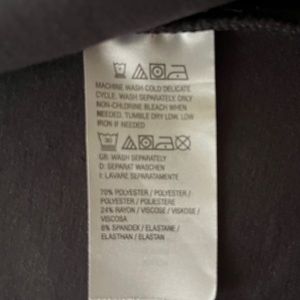 MACHINE WASH COLD DELICATE
CYCLE. WASH SEPARATELY. ONLY
NON-CHLORINE BLEACH WHEN
NEEDED. TUMBLE DRY LOW. LOW
IRON IF NEEDED
30
GB: WASH SEPARATELY
D: SEPARAT WASCHEN
I: LAVARE SEPARATAMENTE
70% POLYESTER / POLYESTER /
POLYESTER / POLIESTERE
24% RAYON / VISCOSE / VISKOSE /
VISCOSA
6% SPANDEX / ELASTANE /
ELASTHAN / ELASTAN